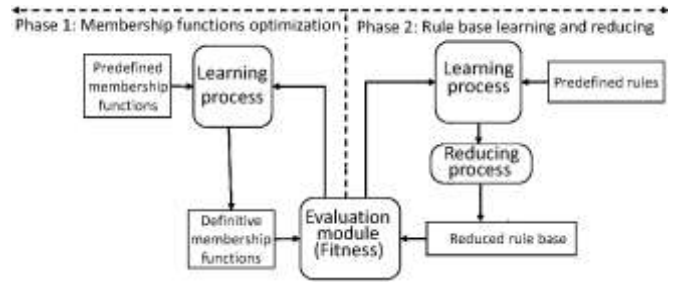 Phase 1: Membership functions optimization
Phase 2: Rule base learning and reducing
Predefined
membership
functions
Learning
process
Learning
process
Predefined rules
Reducing
process
Definitive
membership
functions
Evaluation
module
(Fitness)
Reduced rule base